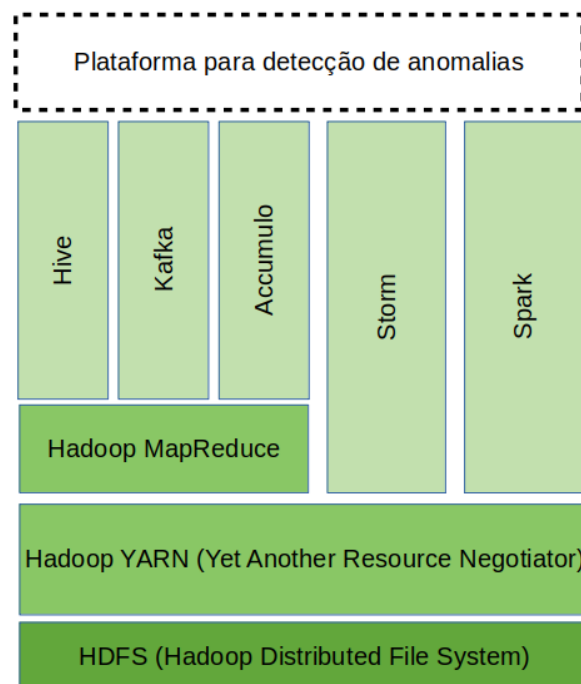 Plataforma para detecção de anomalias
Hive
Kafka
Accumulo
Storm
Spark
Hadoop MapReduce
Hadoop YARN (Yet Another Resource Negotiator)
HDFS (Hadoop Distributed File System)